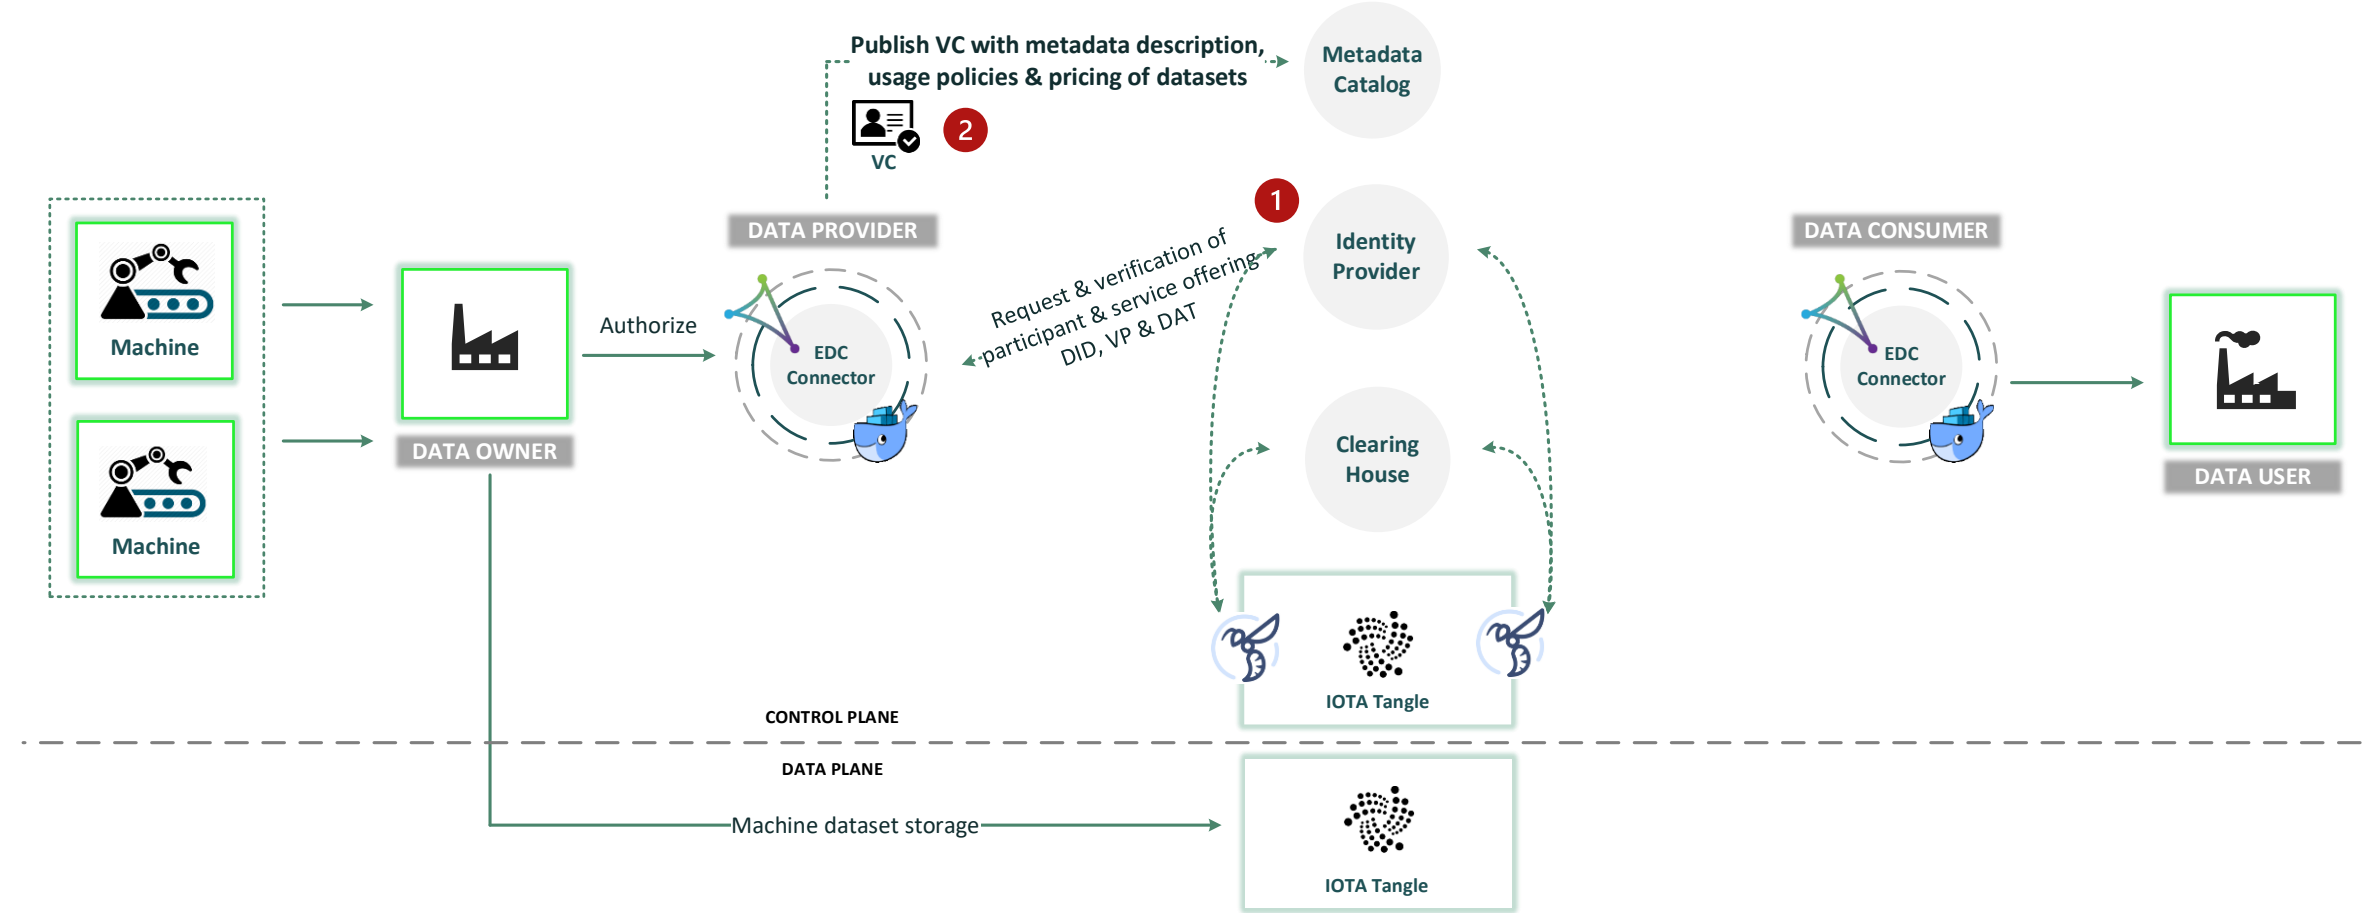 Publish VC with metadata description,
usage policies & pricing of datasets
VC
2
Metadata
Catalog
1
Identity
Provider
DATA PROVIDER
DATA CONSUMER
Machine
Machine
DATA OWNER
Authorize
EDC
Connector
Request & verification of
participant & service offering
DID, VP & DAT
Clearing
House
EDC
Connector
DATA USER
IOTA Tangle
CONTROL PLANE
DATA PLANE
Machine dataset storage
IOTA Tangle